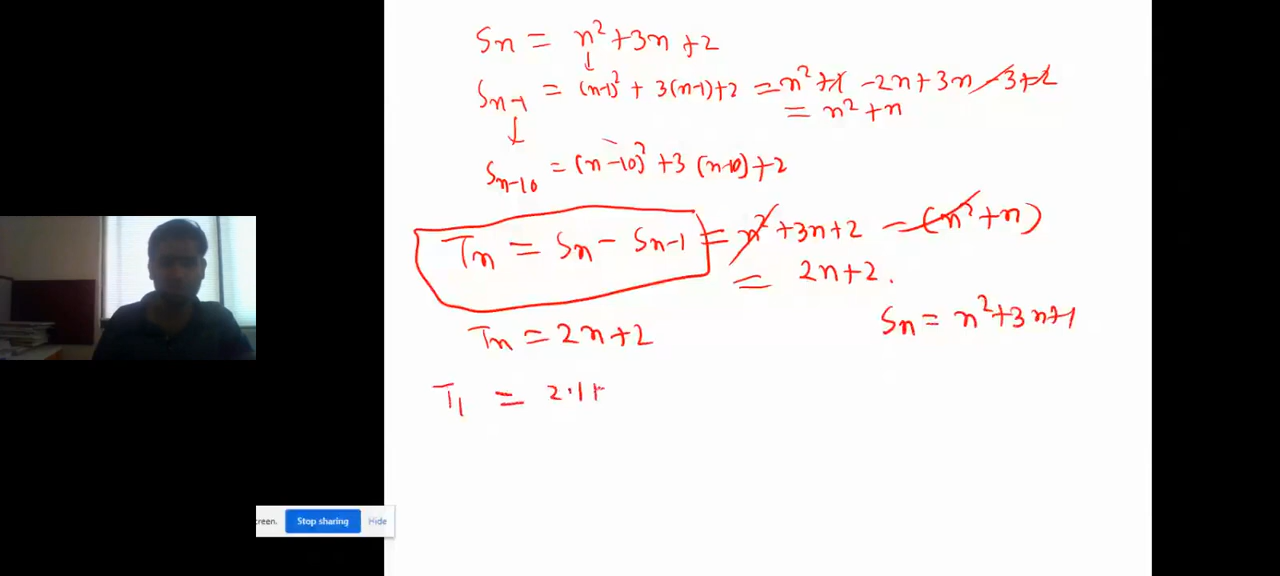 Sn = n²+3n+2
↓
Sn-1 = (n-1)² + 3(n-1)+2 = n²+1 -2n+3n-3+2
= n²+n
↓
Sn-10 = (n-10)² +3 (n-10)+2
Tn = Sn - Sn-1 = n²+3n+2 -(n²+n)
= 2n+2.
Sn = n²+3n+1
Tn = 2n+2
T1 = 2.1+
creen. Stop sharing Hide